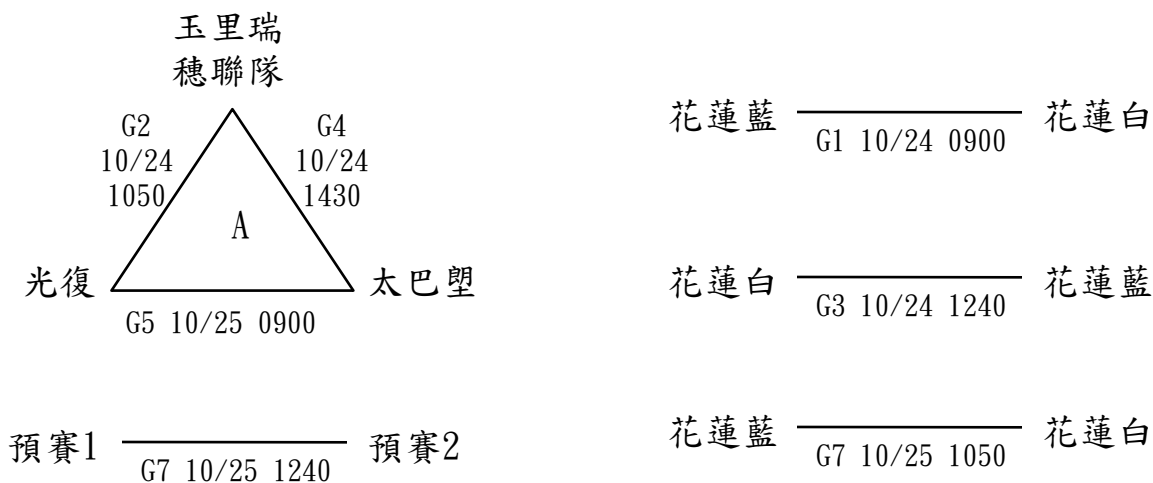 玉里瑞
穗聯隊
G2
10/24
1050
G4
10/24
1430
A
光復
太巴塱
G5 10/25 0900
預賽1
預賽2
G7 10/25 1240
花蓮藍
花蓮白
G1 10/24 0900
花蓮白
花蓮藍
G3 10/24 1240
花蓮藍
花蓮白
G7 10/25 1050